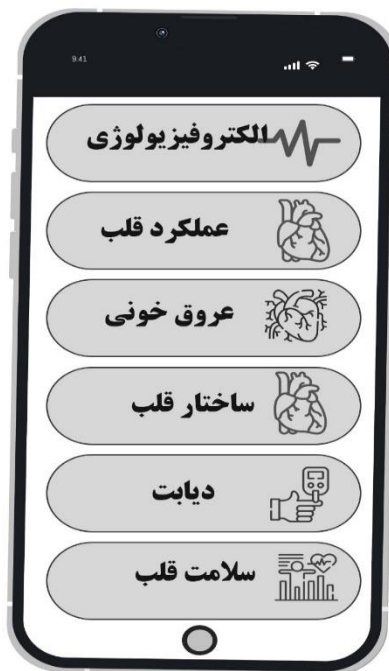 9:41
الکتروفیزیولوژی
عملکرد قلب
عروق خونی
ساختار قلب
دیابت
سلامت قلب